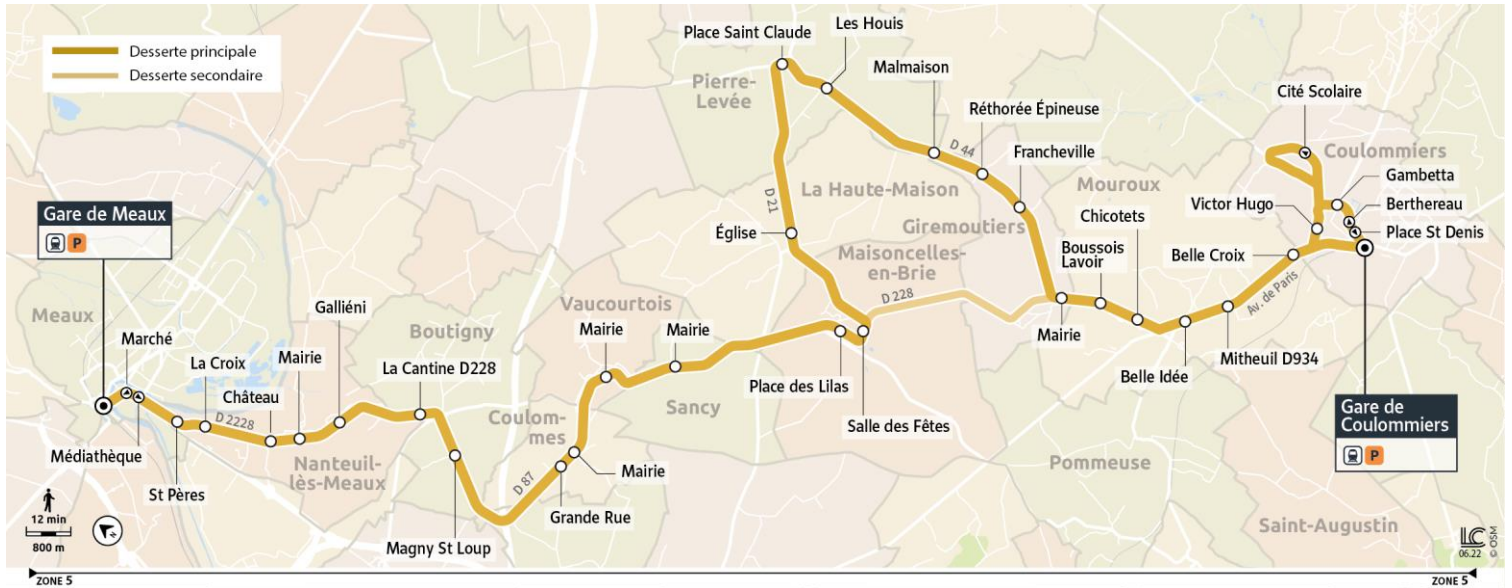 Desserte principale
Desserte secondaire
Place Saint Claude
Les Houis
Malmaison
Réthorée Épineuse
Francheville
Cité Scolaire
Coulommiers
Gambetta
Berthereau
Place St Denis
Victor Hugo
Belle Croix
Pierre-
Levée
D 44
D 21
La Haute-Maison
Giremoutiers
Mouroux
Chicotets
Boussois
Lavoir
Église
Maisoncelles-
en-Brie
D 228
Gare de Meaux
P
Meaux
Marché
La Croix
Château
Mairie
Galliéni
Boutigny
La Cantine D228
Vaucourtois
Mairie
Mairie
Médiathèque
St Pères
D 2228
Nanteuil-
lès-Meaux
Magny St Loup
Coulom-
mes
D 87
Grande Rue
Mairie
Sancy
Place des Lilas
Salle des Fêtes
Mairie
Belle Idée
Mitheuil D934
Av. de Paris
Gare de
Coulommiers
P
Pommeuse
Saint-Augustin
12 min
800 m
N
LC
06.22
© OSM
ZONE 5
ZONE 5